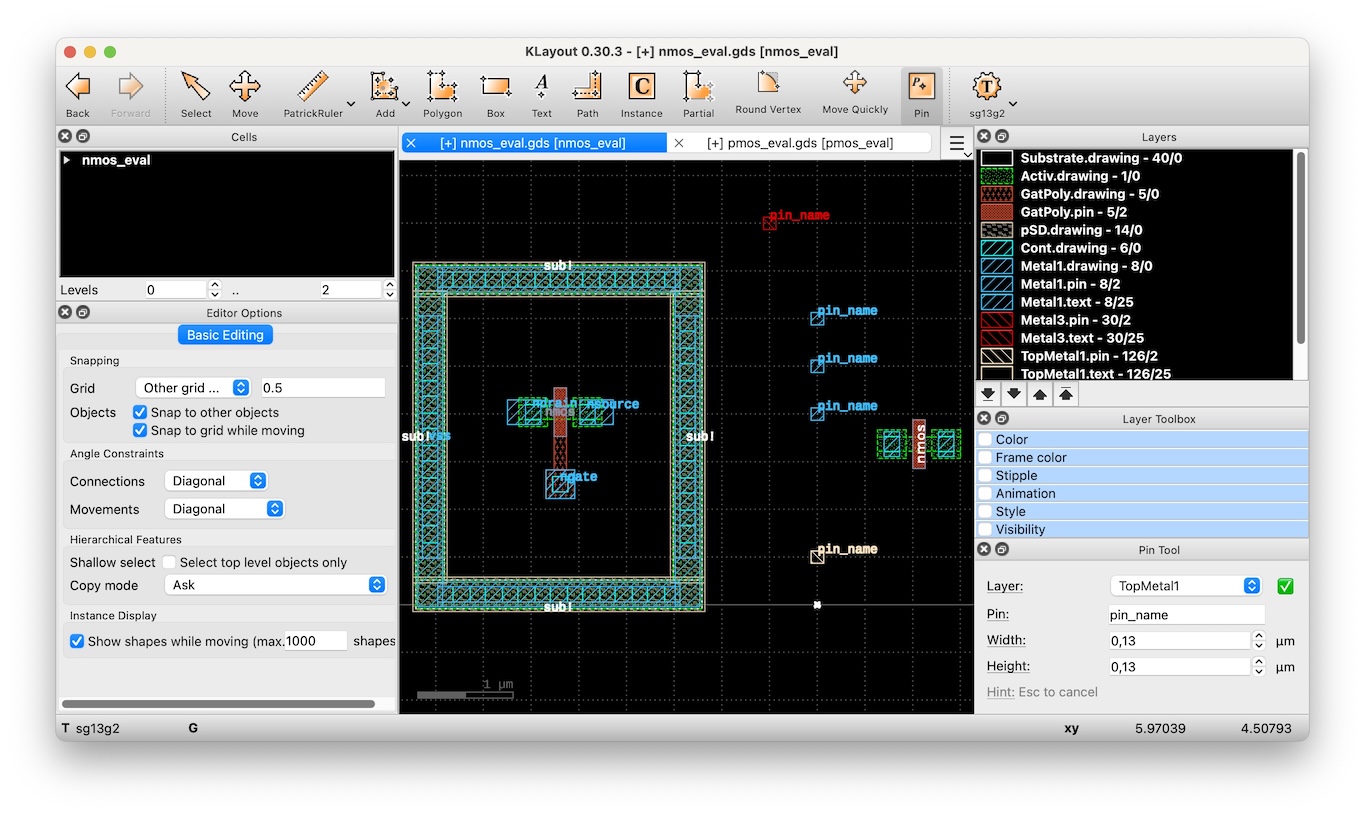 KLayout 0.30.3 - [+] nmos_eval.gds [nmos_eval]
Back
Forward
Select
Move
PatrickRuler
Add
Polygon
Box
Text
Path
Instance
Partial
Round Vertex
Move Quickly
Pin
sg13g2
Cells
nmos_eval
Levels 0 .. 2
Editor Options
Basic Editing
Snapping
Grid Other grid ... 0.5
Objects Snap to other objects
Snap to grid while moving
Angle Constraints
Connections Diagonal
Movements Diagonal
Hierarchical Features
Shallow select Select top level objects only
Copy mode Ask
Instance Display
Show shapes while moving (max. 1000 shapes
[+] nmos_eval.gds [nmos_eval]
[+] pmos_eval.gds [pmos_eval]
pin_name
sub!
pin_name
pin_name
pin_name
nsource
nmos
sub!
sub!
nmos
ngate
pin_name
sub!
1 µm
Layers
Substrate.drawing - 40/0
Activ.drawing - 1/0
GatPoly.drawing - 5/0
GatPoly.pin - 5/2
pSD.drawing - 14/0
Cont.drawing - 6/0
Metal1.drawing - 8/0
Metal1.pin - 8/2
Metal1.text - 8/25
Metal3.pin - 30/2
Metal3.text - 30/25
TopMetal1.pin - 126/2
TopMetal1.text - 126/25
Layer Toolbox
Color
Frame color
Stipple
Animation
Style
Visibility
Pin Tool
Layer: TopMetal1
Pin: pin_name
Width: 0,13 µm
Height: 0,13 µm
Hint: Esc to cancel
T sg13g2 G xy 5.97039 4.50793